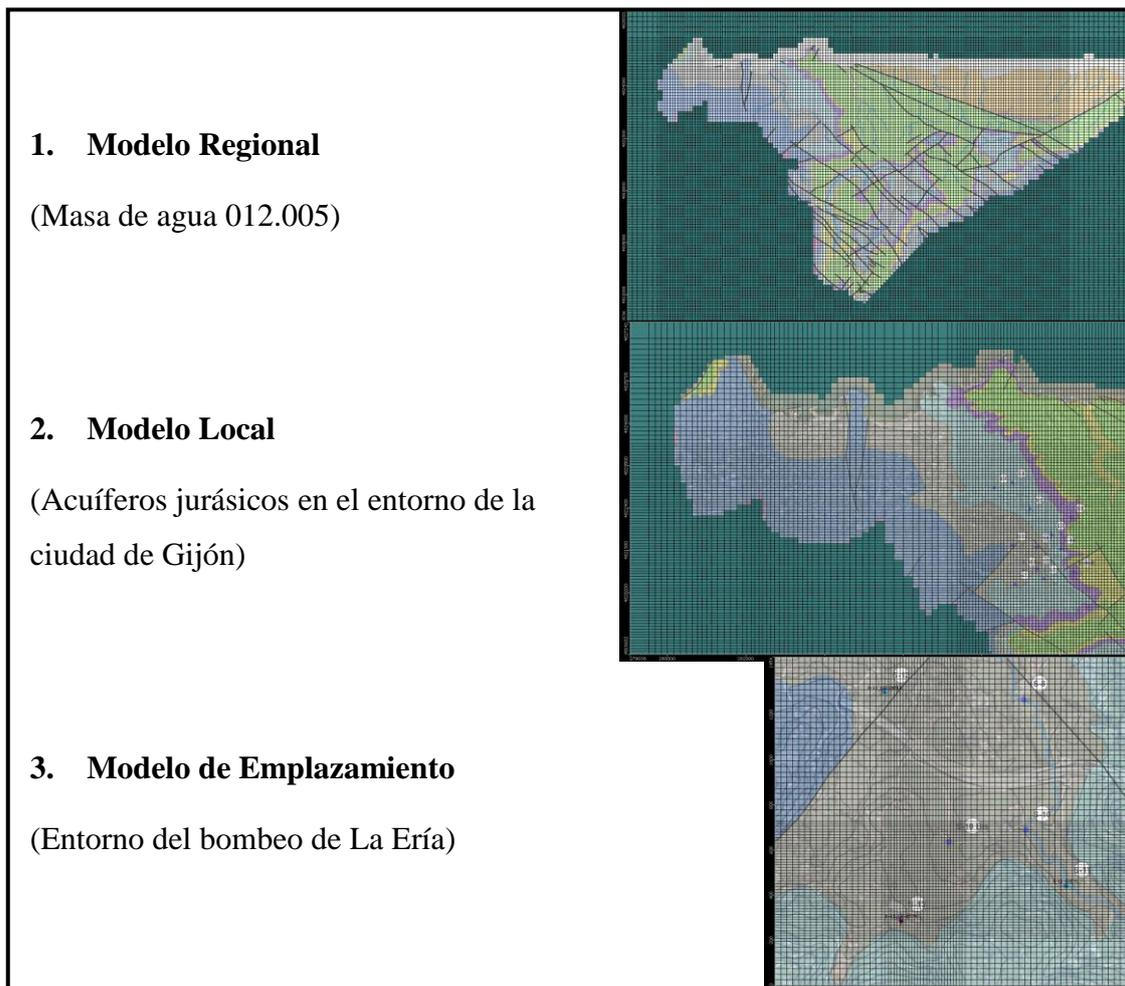 1. Modelo Regional
(Masa de agua 012.005)
2. Modelo Local
(Acuíferos jurásicos en el entorno de la
ciudad de Gijón)
3. Modelo de Emplazamiento
(Entorno del bombeo de La Ería)